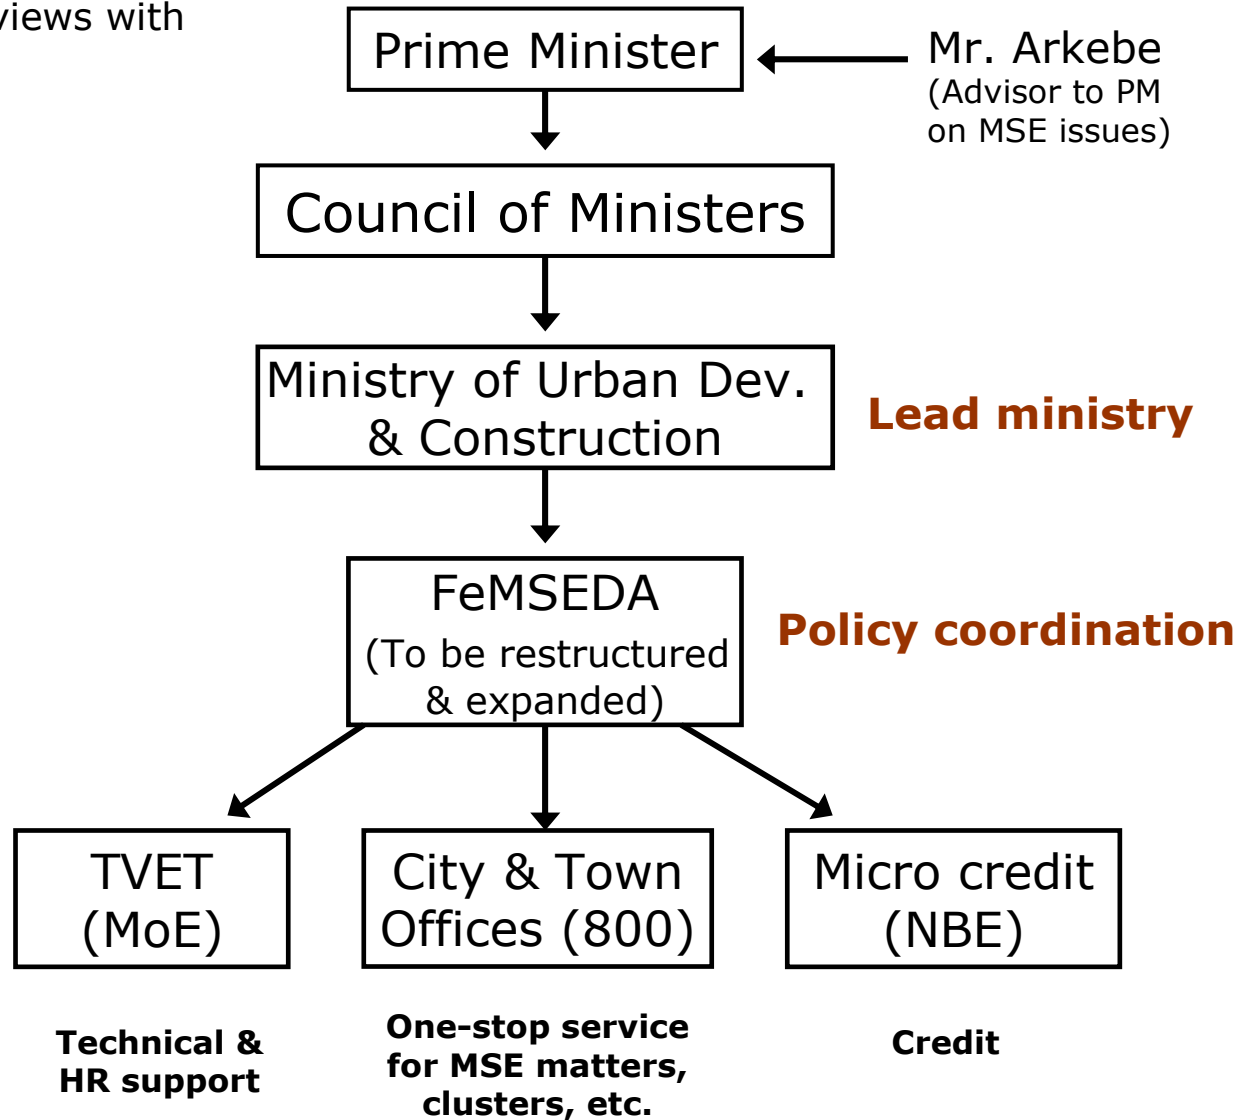 views with
Prime Minister
Mr. Arkebe
(Advisor to PM
on MSE issues)
Council of Ministers
Ministry of Urban Dev.
& Construction
Lead ministry
FeMSEDA
(To be restructured
& expanded)
Policy coordination
TVET
(MoE)
City & Town
Offices (800)
Micro credit
(NBE)
Technical &
HR support
One-stop service
for MSE matters,
clusters, etc.
Credit